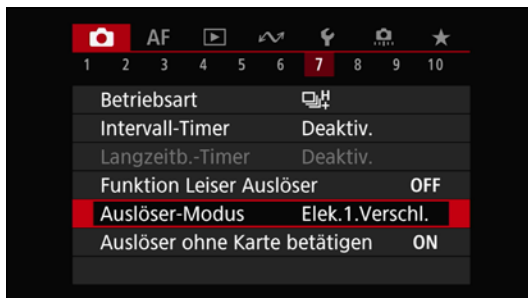 AF
1 2 3 4 5 6 7 8 9 10
Betriebsart H
Intervall-Timer Deaktiv.
Langzeitb.-Timer Deaktiv.
Funktion Leiser Auslöser OFF
Auslöser-Modus Elek.1.Verschl.
Auslöser ohne Karte betätigen ON